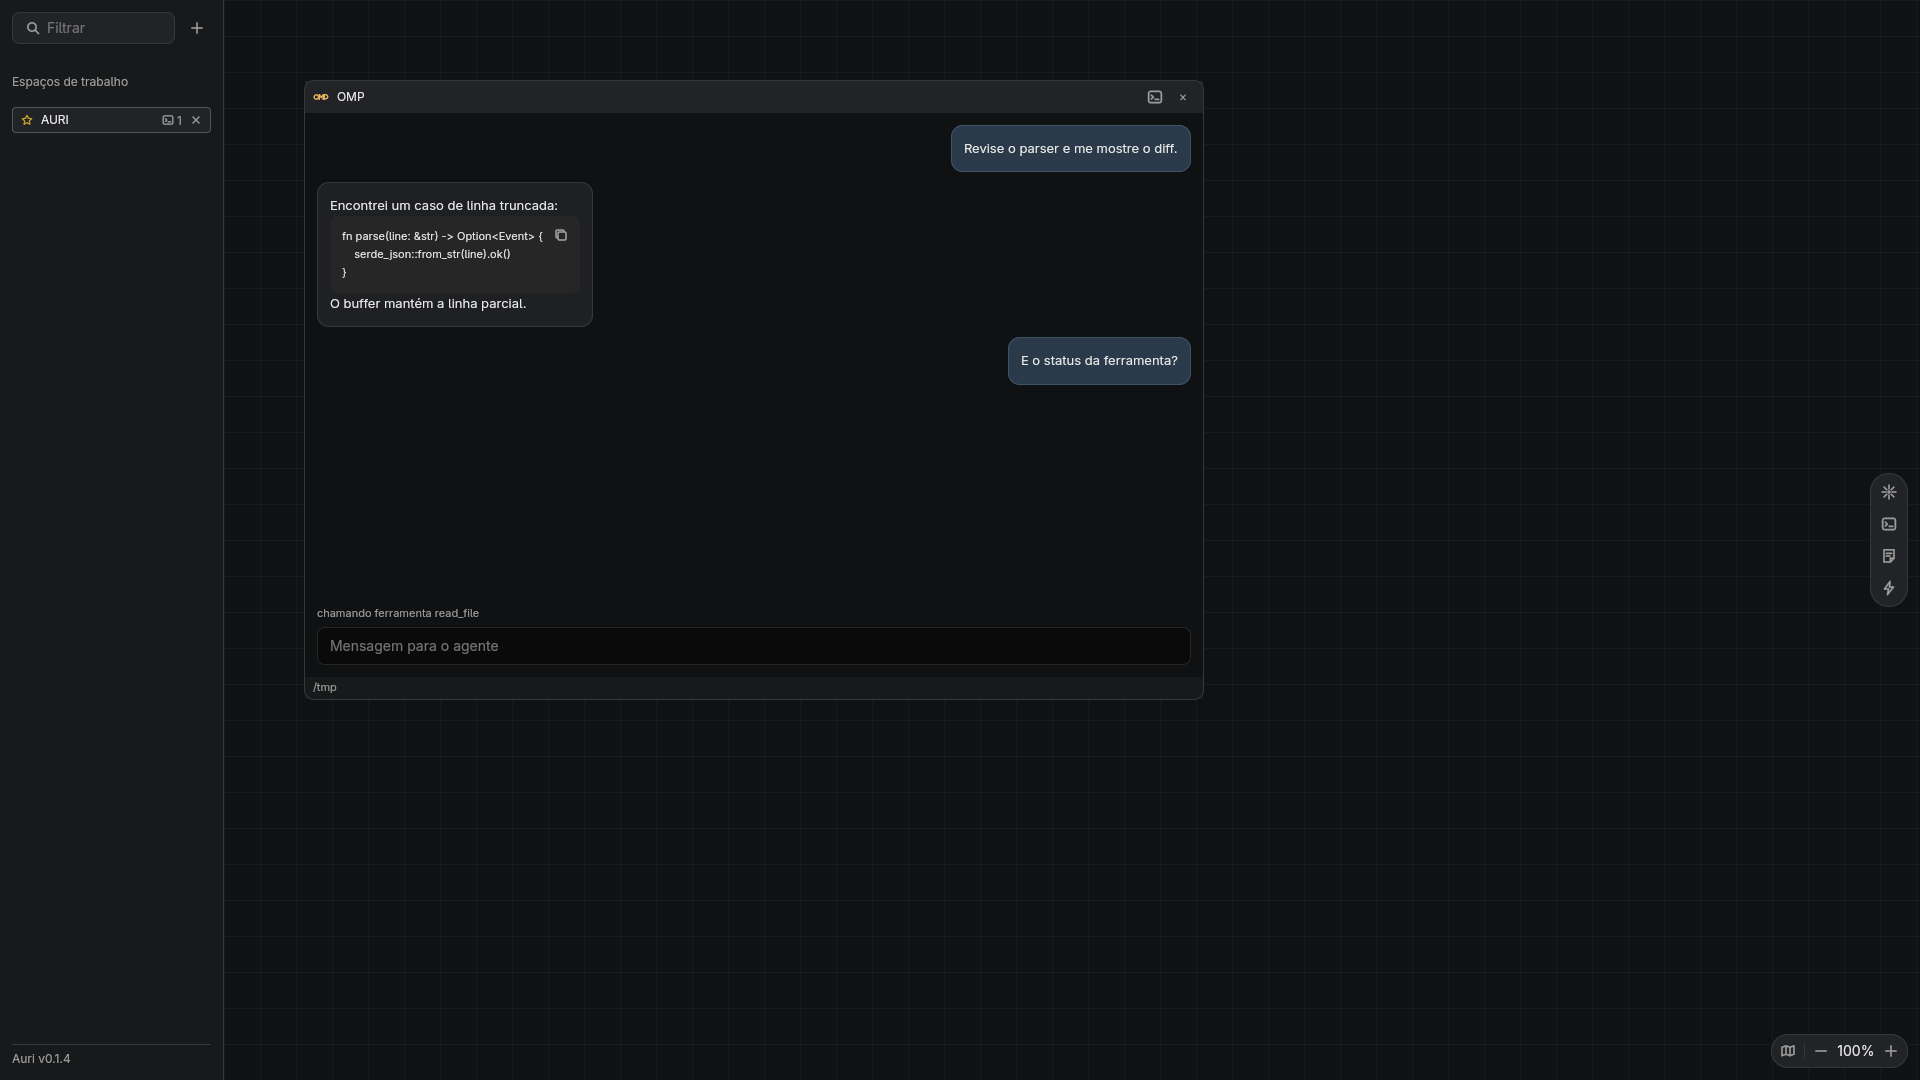 Filtrar
Espaços de trabalho
AURI
1
OMP OMP
Revise o parser e me mostre o diff.
Encontrei um caso de linha truncada:
fn parse(line: &str) -> Option<Event> {
    serde_json::from_str(line).ok()
}
O buffer mantém a linha parcial.
E o status da ferramenta?
chamando ferramenta read_file
Mensagem para o agente
/tmp
Auri v0.1.4
100%